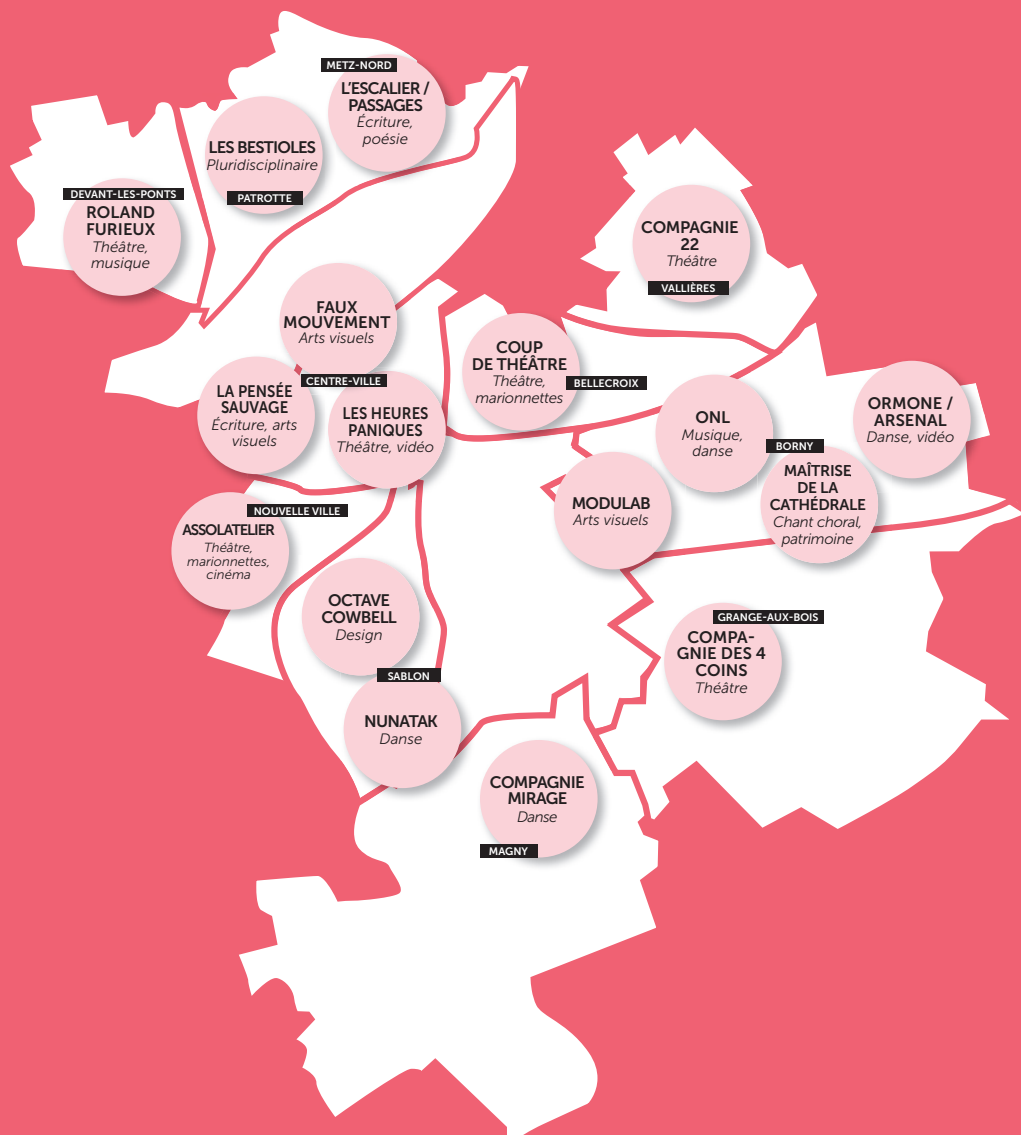 METZ-NORD
L'ESCALIER /
PASSAGES
Écriture,
poésie
LES BESTIOLES
Pluridisciplinaire
PATROTTE
DEVANT-LES-PONTS
ROLAND
FURIEUX
Théâtre,
musique
COMPAGNIE
22
Théâtre
VALLIÈRES
FAUX
MOUVEMENT
Arts visuels
CENTRE-VILLE
LA PENSÉE
SAUVAGE
Écriture, arts
visuels
LES HEURES
PANIQUES
Théâtre, vidéo
COUP
DE THÉÂTRE
Théâtre,
marionnettes
BELLECROIX
ONL
Musique,
danse
BORNY
ORMONE /
ARSENAL
Danse, vidéo
MAÎTRISE
DE LA
CATHÉDRALE
Chant choral,
patrimoine
MODULAB
Arts visuels
NOUVELLE VILLE
ASSOLATELIER
Théâtre,
marionnettes,
cinéma
OCTAVE
COWBELL
Design
SABLON
NUNATAK
Danse
GRANGE-AUX-BOIS
COMPA-
GNIE DES 4
COINS
Théâtre
COMPAGNIE
MIRAGE
Danse
MAGNY